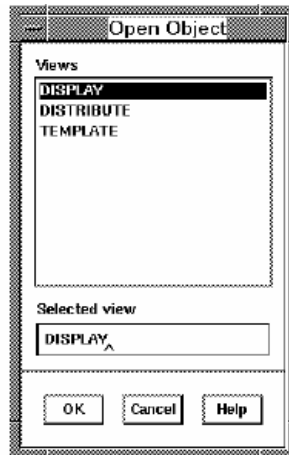 Open Object
Views
DISPLAY
DISTRIBUTE
TEMPLATE
Selected view
DISPLAY
OK Cancel Help